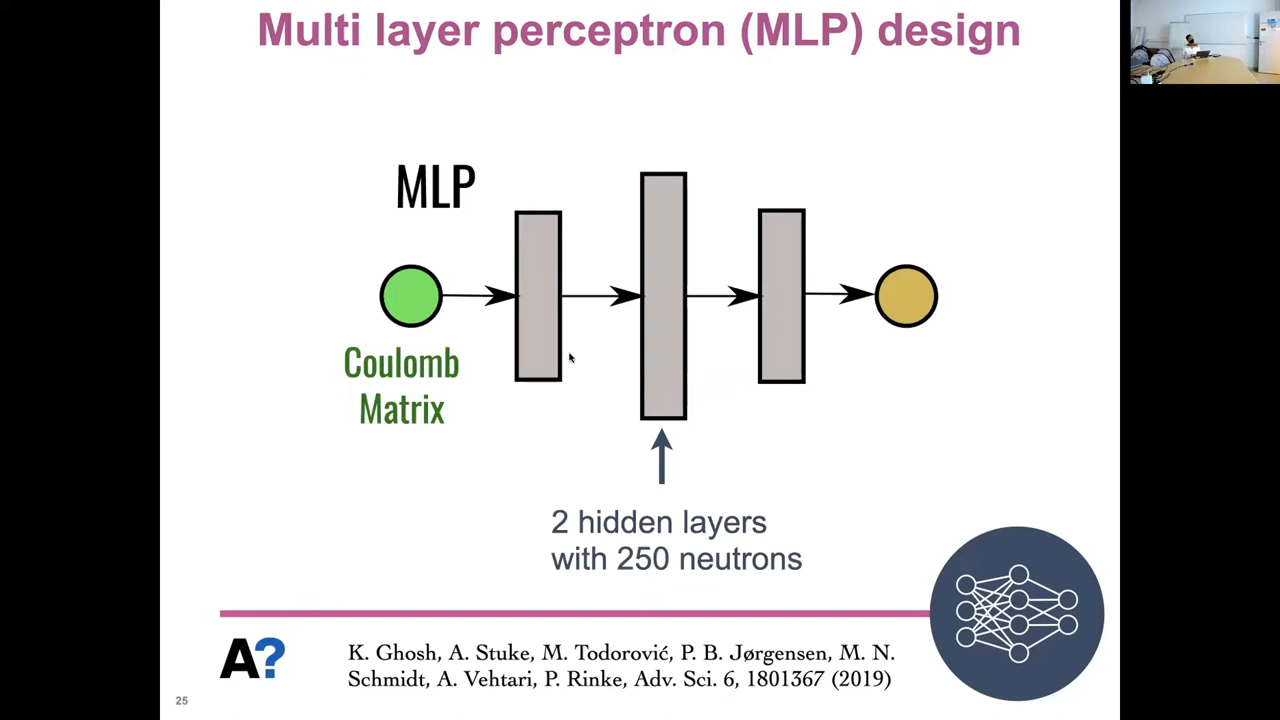 Multi layer perceptron (MLP) design
MLP
Coulomb
Matrix
2 hidden layers
with 250 neutrons
A?
K. Ghosh, A. Stuke, M. Todorović, P. B. Jørgensen, M. N.
Schmidt, A. Vehtari, P. Rinke, Adv. Sci. 6, 1801367 (2019)
25